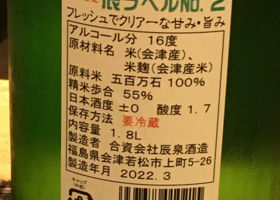 辰ラベルNo. 2
フレッシュでクリアーな甘み・旨み
アルコール分 16度
原材料名 米(会津産)、
米麹(会津産米)
原料米 五百万石 100%
精米歩合 55%
日本酒度 ±0 酸度 1.7
保存方法 要冷蔵
内容量 1.8L
製造者 合資会社辰泉酒造
福島県会津若松市上町5-26
製造年月 2022. 3
キャップ